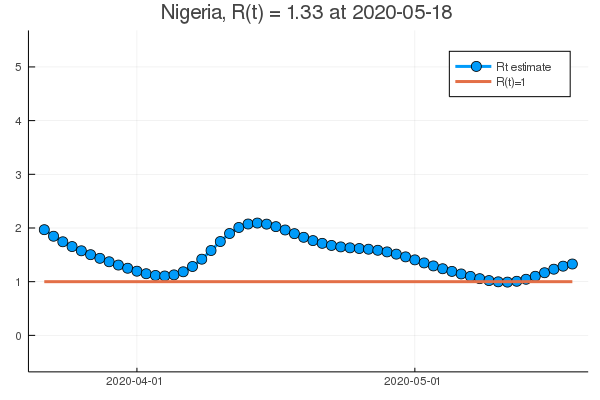 Nigeria, R(t) = 1.33 at 2020-05-18
Rt estimate
R(t)=1
5
4
3
2
1
0
2020-04-01
2020-05-01